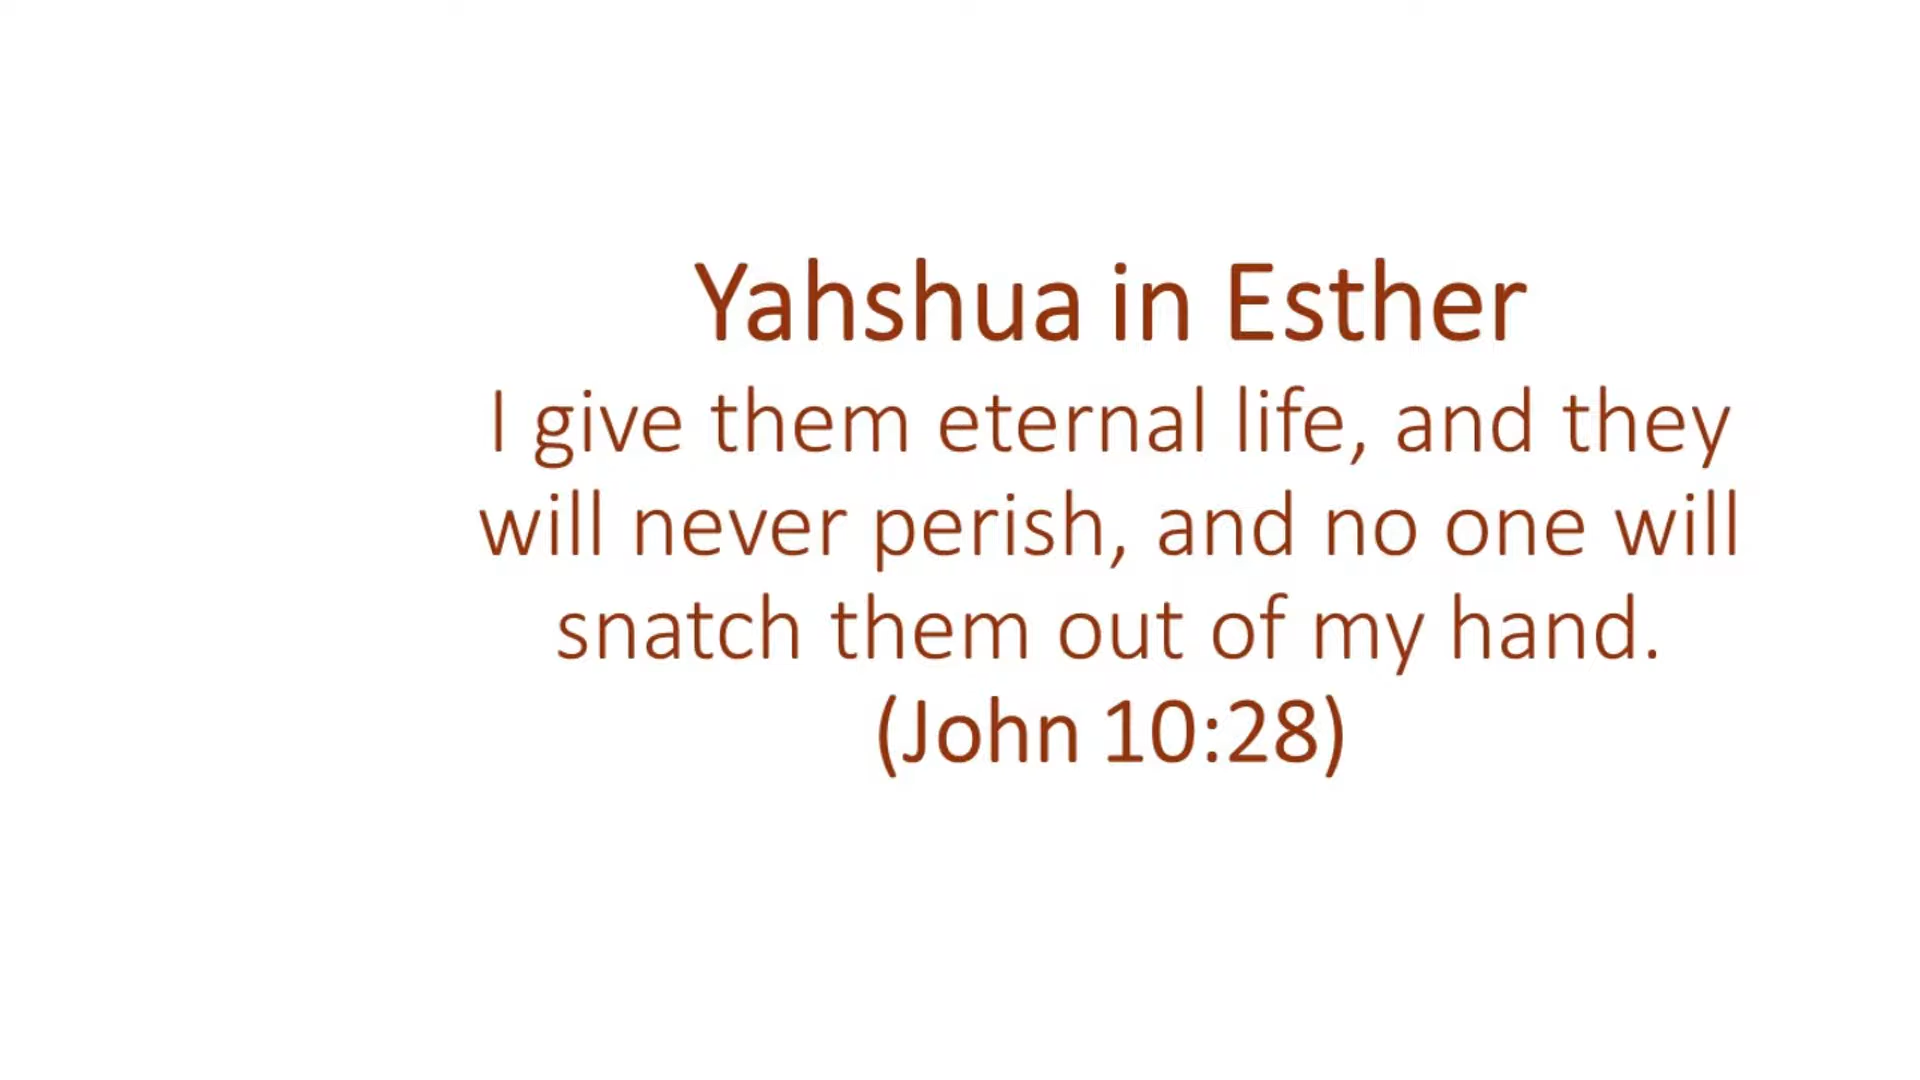 Yahshua in Esther
I give them eternal life, and they
will never perish, and no one will
snatch them out of my hand.
(John 10:28)